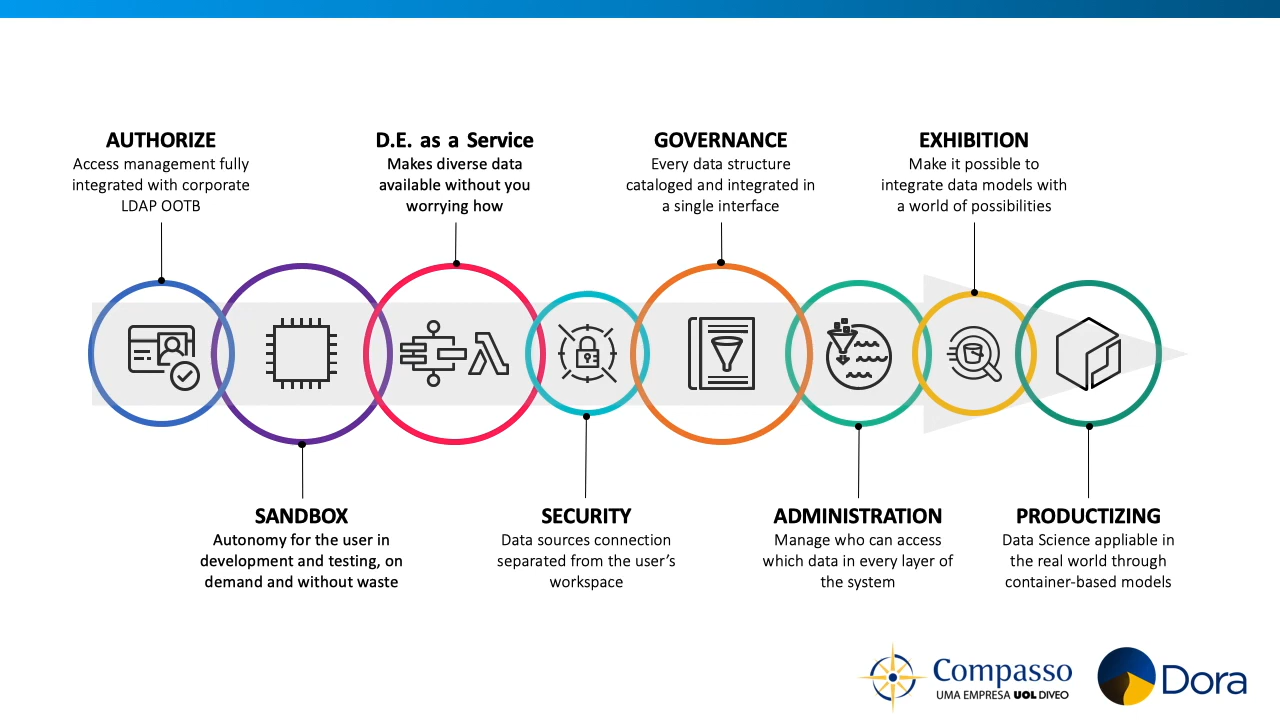 AUTHORIZE
Access management fully
integrated with corporate
LDAP OOTB
D.E. as a Service
Makes diverse data
available without you
worrying how
GOVERNANCE
Every data structure
cataloged and integrated in
a single interface
EXHIBITION
Make it possible to
integrate data models with
a world of possibilities
SANDBOX
Autonomy for the user in
development and testing, on
demand and without waste
SECURITY
Data sources connection
separated from the user’s
workspace
ADMINISTRATION
Manage who can access
which data in every layer of
the system
PRODUCTIZING
Data Science appliable in
the real world through
container-based models
Compasso
UMA EMPRESA UOL DIVEO
Dora